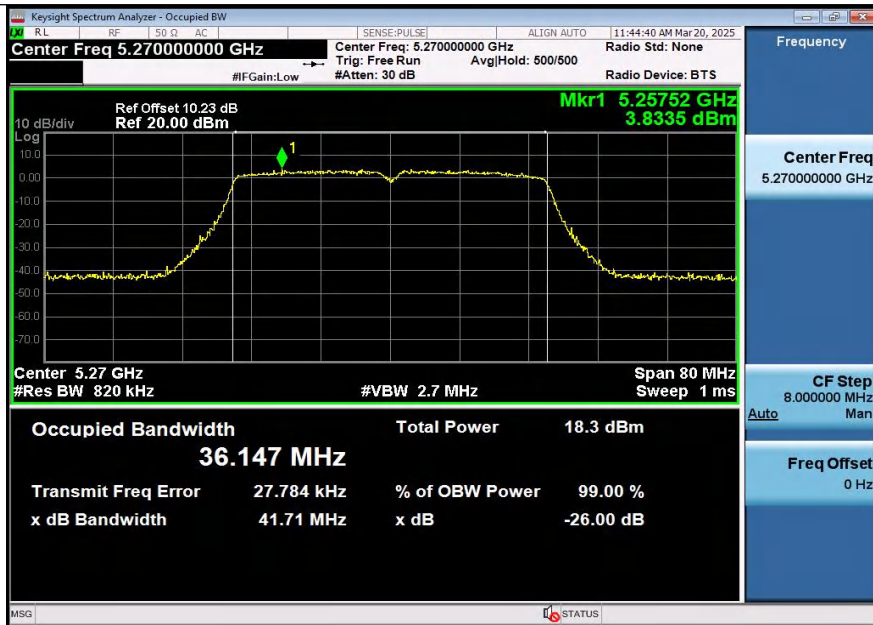 Keysight Spectrum Analyzer - Occupied BW
LXI RL RF 50 Ω AC SENSE:PULSE ALIGN AUTO 11:44:40 AM Mar 20, 2025
Center Freq 5.270000000 GHz
Center Freq: 5.270000000 GHz Radio Std: None
Trig: Free Run Avg|Hold: 500/500
#IFGain:Low #Atten: 30 dB Radio Device: BTS
Frequency
Mkr1 5.25752 GHz
3.8335 dBm
Ref Offset 10.23 dB
10 dB/div Ref 20.00 dBm
Log
1
10.0
0.00
-10.0
-20.0
-30.0
-40.0
-50.0
-60.0
-70.0
Center 5.27 GHz Span 80 MHz
#Res BW 820 kHz #VBW 2.7 MHz Sweep 1 ms
Center Freq
5.270000000 GHz
CF Step
8.000000 MHz
Auto Man
Freq Offset
0 Hz
Occupied Bandwidth Total Power 18.3 dBm
36.147 MHz
Transmit Freq Error 27.784 kHz % of OBW Power 99.00 %
x dB Bandwidth 41.71 MHz x dB -26.00 dB
MSG STATUS